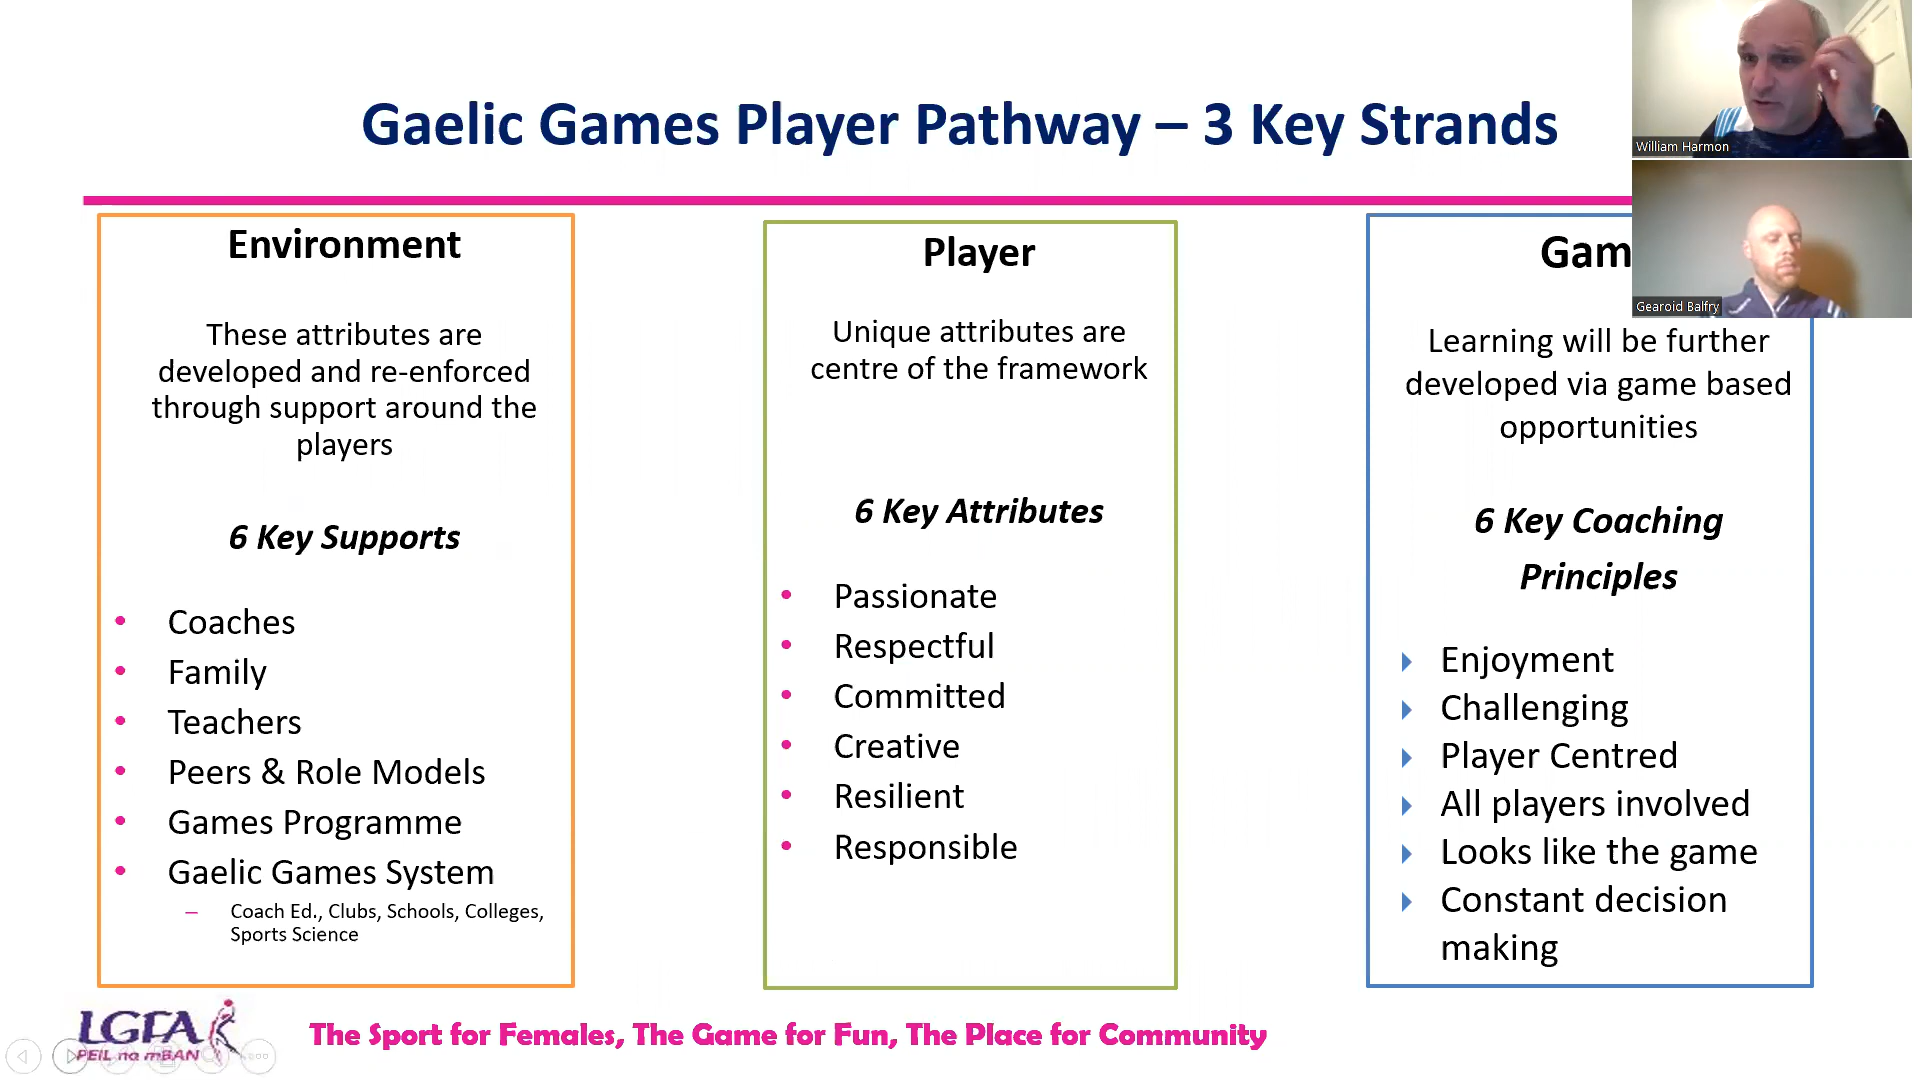 Gaelic Games Player Pathway – 3 Key Strands
Environment
These attributes are
developed and re-enforced
through support around the
players
6 Key Supports
• Coaches
• Family
• Teachers
• Peers & Role Models
• Games Programme
• Gaelic Games System
– Coach Ed., Clubs, Schools, Colleges,
Sports Science
Player
Unique attributes are
centre of the framework
6 Key Attributes
• Passionate
• Respectful
• Committed
• Creative
• Resilient
• Responsible
Gam
Learning will be further
developed via game based
opportunities
6 Key Coaching
Principles
Enjoyment
Challenging
Player Centred
All players involved
Looks like the game
Constant decision
making
William Harmon
Gearoid Balfry
LGFA
PEIL na mBAN
The Sport for Females, The Game for Fun, The Place for Community